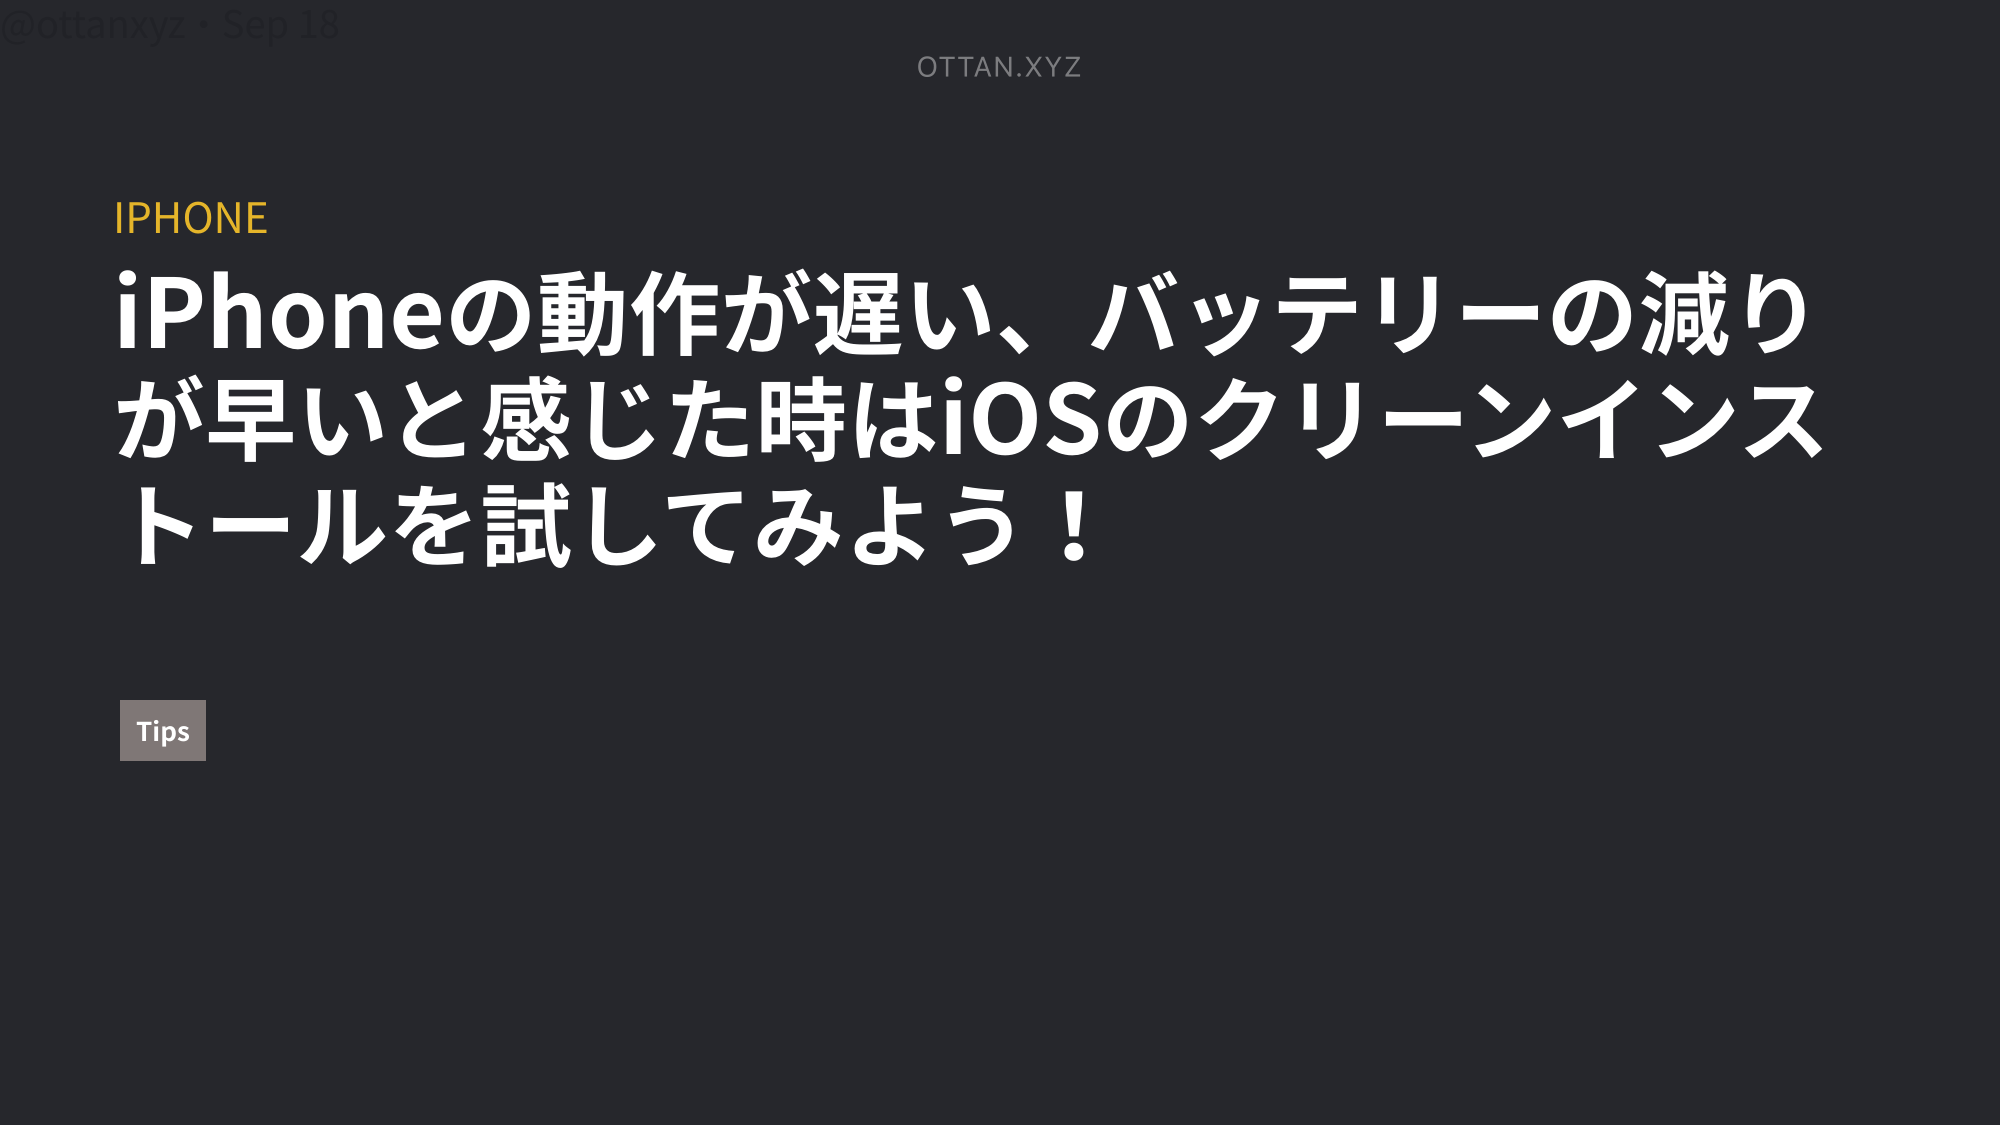 @ottanxyz・Sep 18
OTTAN.XYZ
IPHONE
iPhoneの動作が遅い、バッテリーの減り
が早いと感じた時はiOSのクリーンインス
トールを試してみよう！
Tips